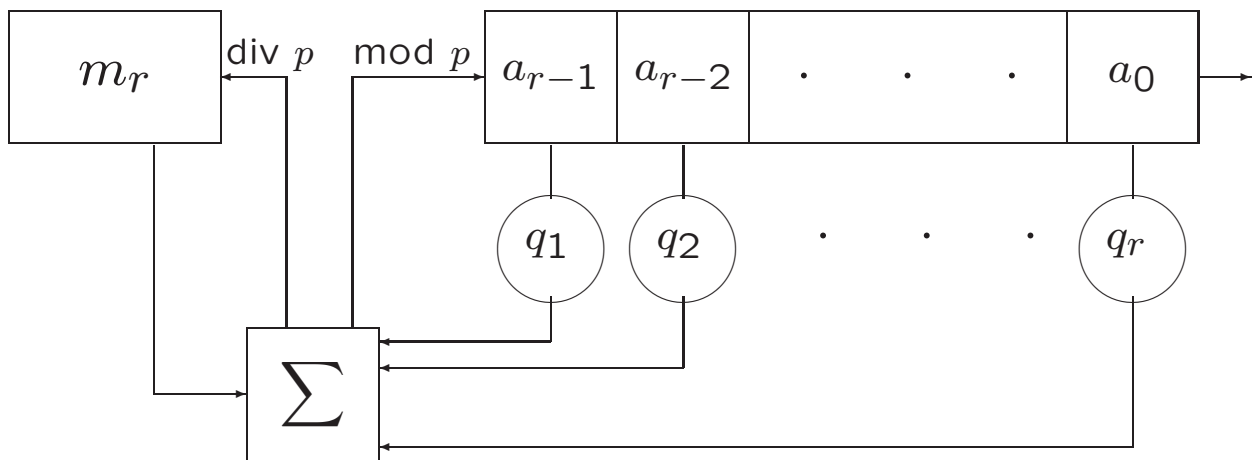 div p mod p
m_r a_{r−1} a_{r−2} · · · a_0
q_1 q_2 · · · q_r
∑